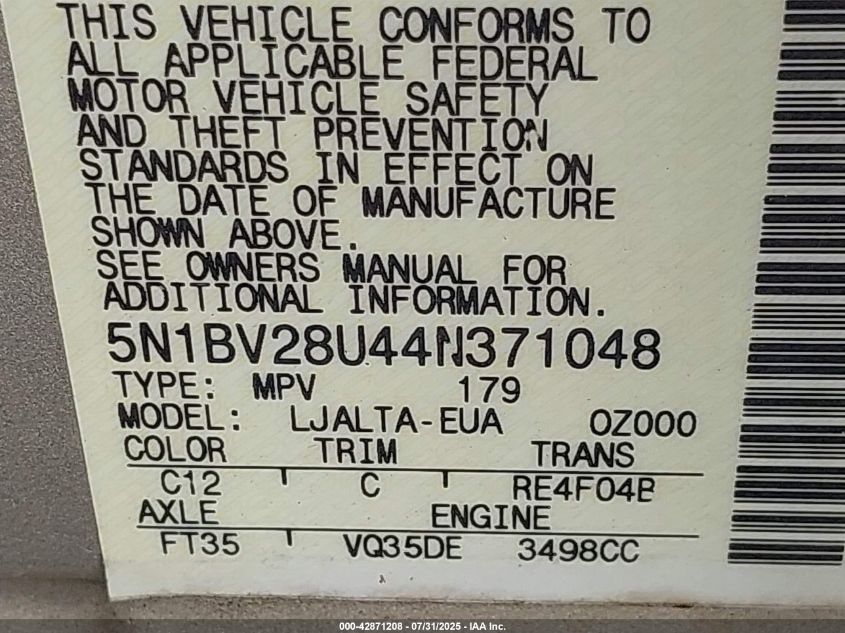 THIS VEHICLE CONFORMS TO
ALL APPLICABLE FEDERAL
MOTOR VEHICLE SAFETY
AND THEFT PREVENTION
STANDARDS IN EFFECT ON
THE DATE OF MANUFACTURE
SHOWN ABOVE.
SEE OWNERS MANUAL FOR
ADDITIONAL INFORMATION.
5N1BV28U44N371048
TYPE: MPV 179
MODEL: LJALTA-EUA 0Z000
COLOR TRIM TRANS
C12 C RE4F04B
AXLE ENGINE
FT35 VQ35DE 3498CC
000-42871208 - 07/31/2025 - IAA Inc.